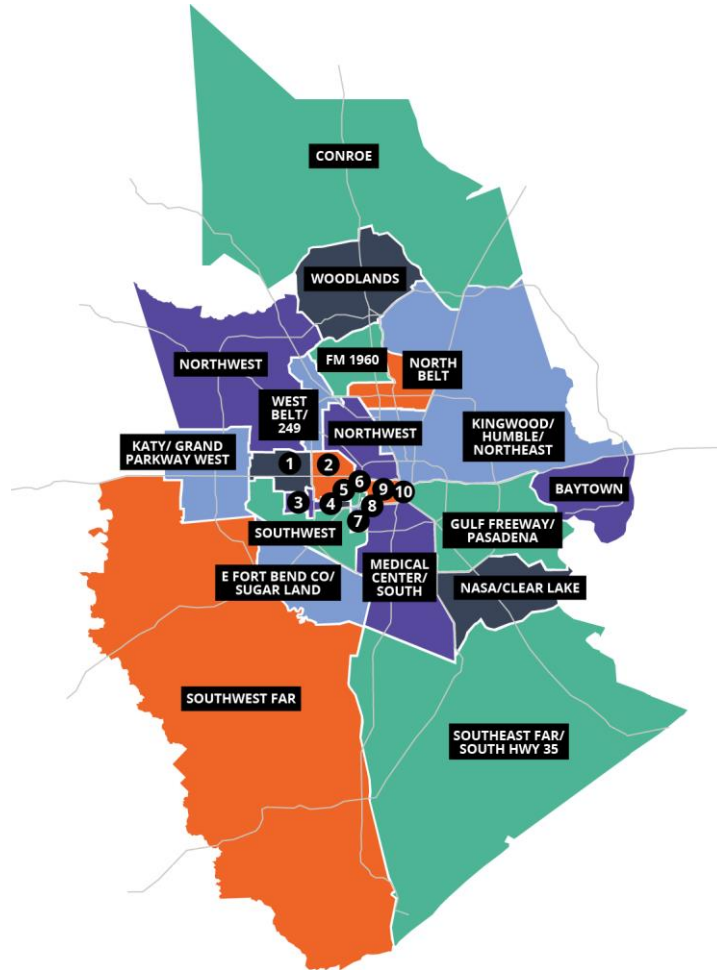 CONROE
WOODLANDS
FM 1960
NORTHWEST
NORTH
BELT
WEST
BELT/
249
NORTHWEST
KINGWOOD/
HUMBLE/
NORTHEAST
KATY/ GRAND
PARKWAY WEST
1
2
BAYTOWN
6
5
9
10
3
4
8
7
SOUTHWEST
GULF FREEWAY/
PASADENA
E FORT BEND CO/
SUGAR LAND
MEDICAL
CENTER/
SOUTH
NASA/CLEAR LAKE
SOUTHWEST FAR
SOUTHEAST FAR/
SOUTH HWY 35